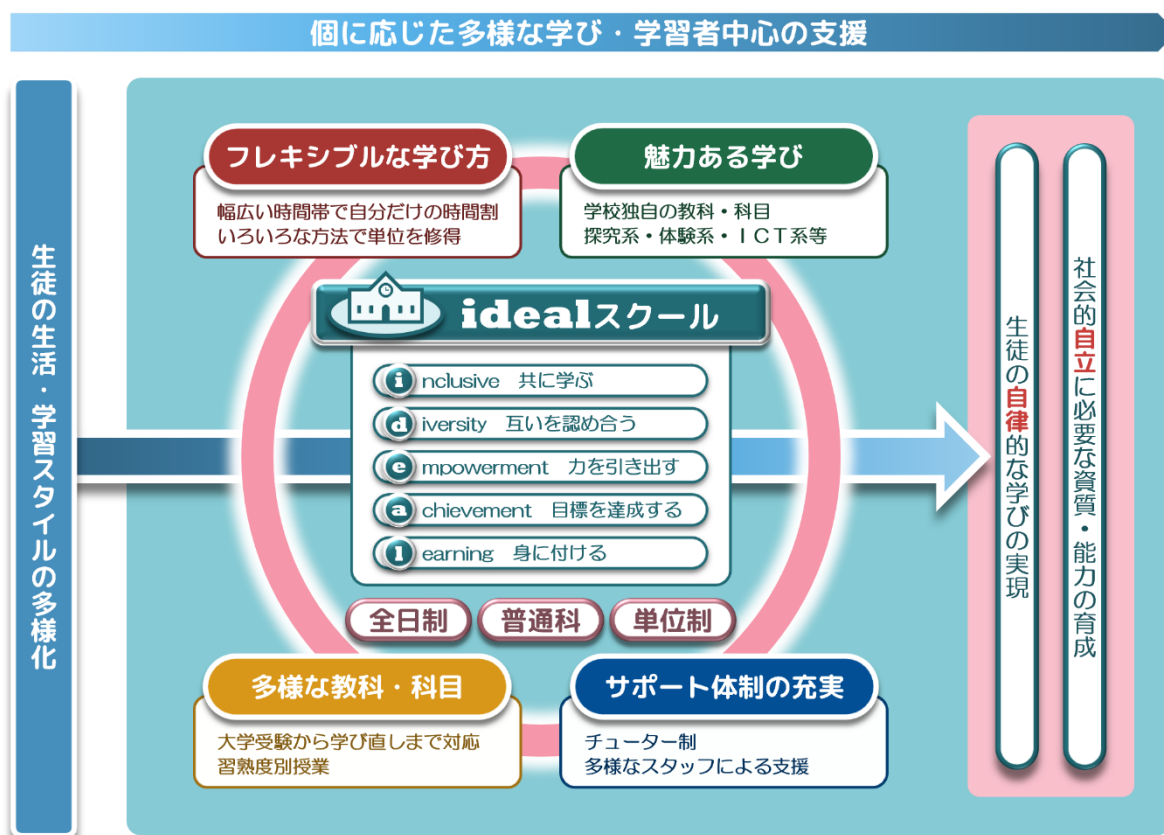 個に応じた多様な学び・学習者中心の支援
生徒の生活・学習スタイルの多様化
フレキシブルな学び方
幅広い時間帯で自分だけの時間割
いろいろな方法で単位を修得
魅力ある学び
学校独自の教科・科目
探究系・体験系・ICT系等
idealスクール
inclusive 共に学ぶ
diversity 互いを認め合う
empowerment 力を引き出す
achievement 目標を達成する
learning 身に付ける
全日制 普通科 単位制
多様な教科・科目
大学受験から学び直しまで対応
習熟度別授業
サポート体制の充実
チューター制
多様なスタッフによる支援
生徒の自律的な学びの実現
社会的自立に必要な資質・能力の育成